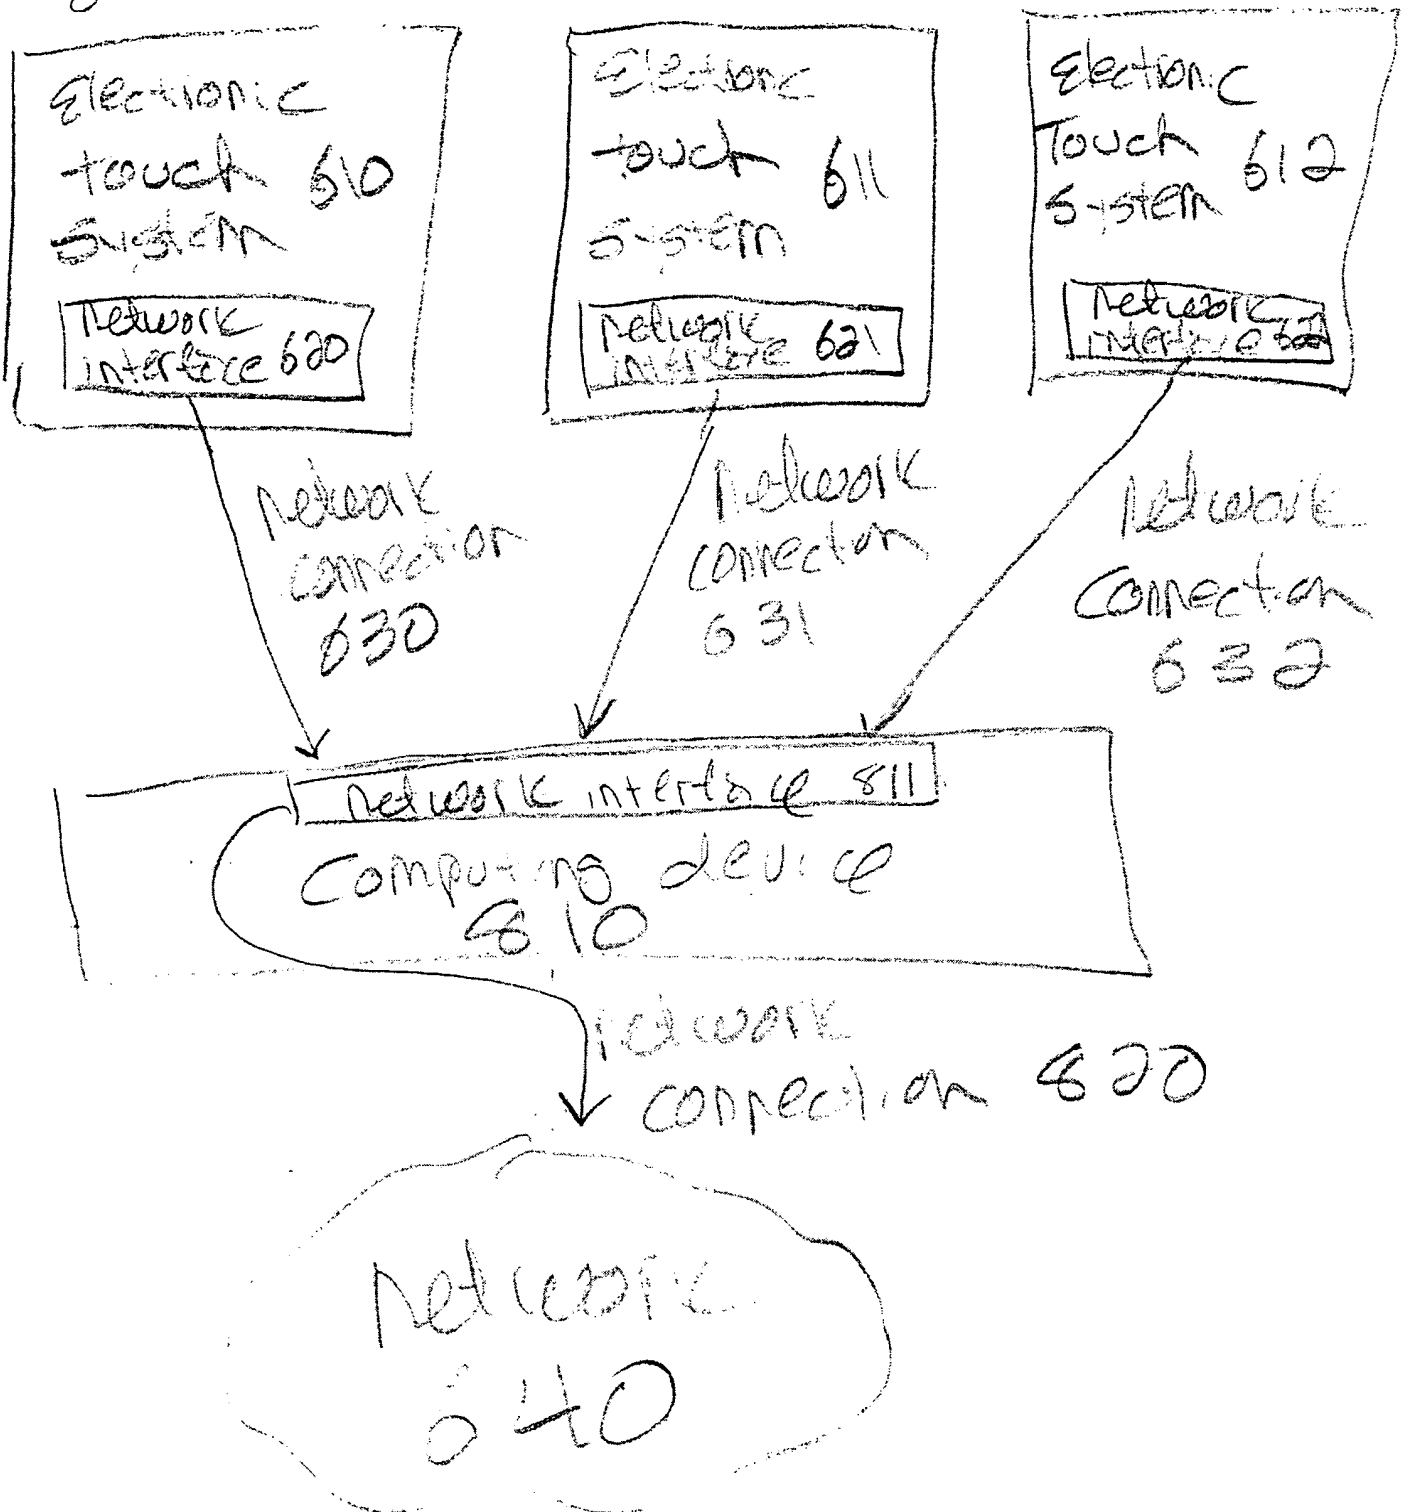 Electronic
touch 610
system
Network
interface 620
Electronic
touch 611
system
Network
interface 621
Electronic
Touch 612
System
Network
interface 622
Network
connection
630
Network
connection
631
Network
Connection
632
Network interface 811
Computing device
810
Network
connection 820
Network
640